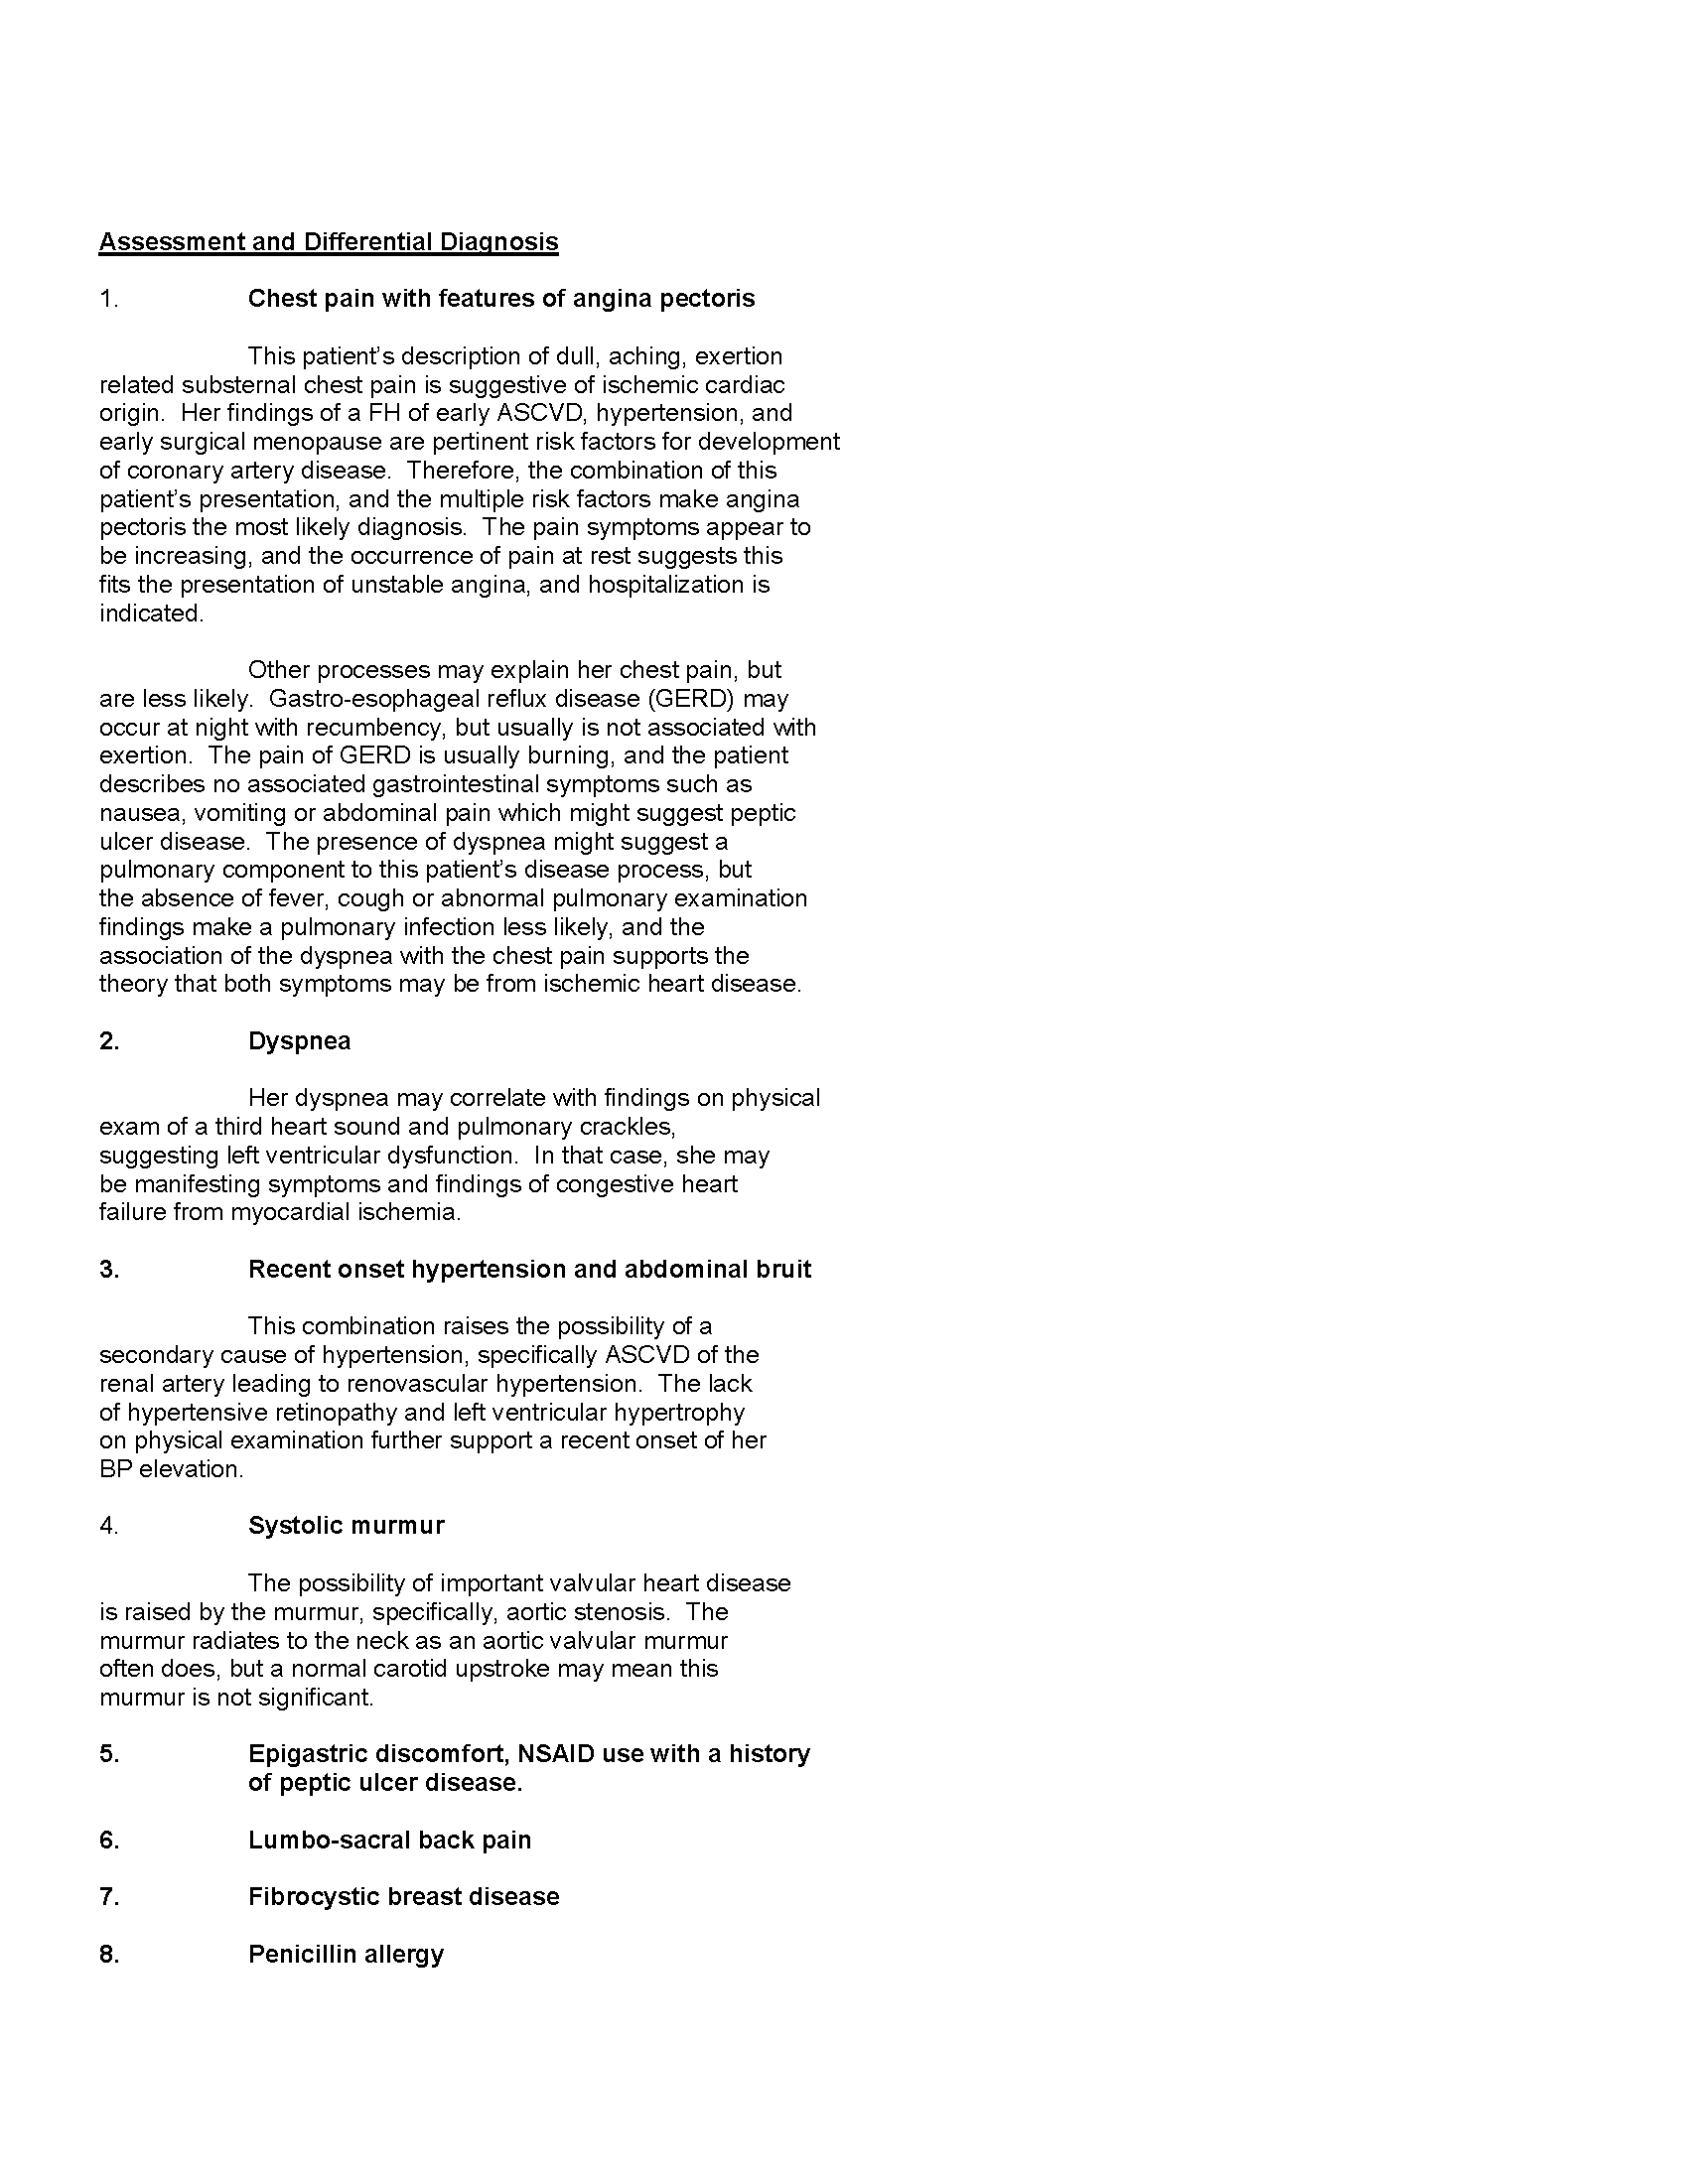 Assessment and Differential Diagnosis
1. Chest pain with features of angina pectoris
This patient’s description of dull, aching, exertion
related substernal chest pain is suggestive of ischemic cardiac
origin.  Her findings of a FH of early ASCVD, hypertension, and
early surgical menopause are pertinent risk factors for development
of coronary artery disease.  Therefore, the combination of this
patient’s presentation, and the multiple risk factors make angina
pectoris the most likely diagnosis.  The pain symptoms appear to
be increasing, and the occurrence of pain at rest suggests this
fits the presentation of unstable angina, and hospitalization is
indicated.
Other processes may explain her chest pain, but
are less likely.  Gastro-esophageal reflux disease (GERD) may
occur at night with recumbency, but usually is not associated with
exertion.  The pain of GERD is usually burning, and the patient
describes no associated gastrointestinal symptoms such as
nausea, vomiting or abdominal pain which might suggest peptic
ulcer disease.  The presence of dyspnea might suggest a
pulmonary component to this patient’s disease process, but
the absence of fever, cough or abnormal pulmonary examination
findings make a pulmonary infection less likely, and the
association of the dyspnea with the chest pain supports the
theory that both symptoms may be from ischemic heart disease.
2. Dyspnea
Her dyspnea may correlate with findings on physical
exam of a third heart sound and pulmonary crackles,
suggesting left ventricular dysfunction.  In that case, she may
be manifesting symptoms and findings of congestive heart
failure from myocardial ischemia.
3. Recent onset hypertension and abdominal bruit
This combination raises the possibility of a
secondary cause of hypertension, specifically ASCVD of the
renal artery leading to renovascular hypertension.  The lack
of hypertensive retinopathy and left ventricular hypertrophy
on physical examination further support a recent onset of her
BP elevation.
4. Systolic murmur
The possibility of important valvular heart disease
is raised by the murmur, specifically, aortic stenosis.  The
murmur radiates to the neck as an aortic valvular murmur
often does, but a normal carotid upstroke may mean this
murmur is not significant.
5. Epigastric discomfort, NSAID use with a history
of peptic ulcer disease.
6. Lumbo-sacral back pain
7. Fibrocystic breast disease
8. Penicillin allergy